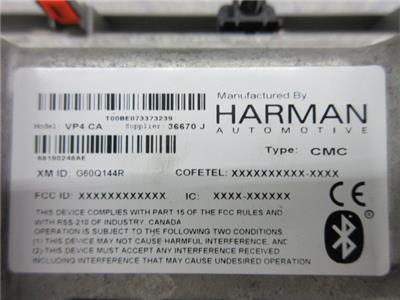 Manufactured By
HARMAN
AUTOMOTIVE
T00BE073373239
Model: VP4 CA Supplier: 36670 J
Type: CMC
68190248AE
XM ID: G60Q144R COFETEL: XXXXXXXXXX-XXXX
FCC ID: XXXXXXXXXXXX IC: XXXX-XXXXXX
THIS DEVICE COMPLIES WITH PART 15 OF THE FCC RULES AND
WITH RSS-210 OF INDUSTRY, CANADA
OPERATION IS SUBJECT TO THE FOLLOWING TWO CONDITIONS
(1) THIS DEVICE MAY NOT CAUSE HARMFUL INTERFERENCE, AND
(2) THIS DEVICE MUST ACCEPT ANY INTERFERENCE RECEIVED
INCLUDING INTERFERENCE THAT MAY CAUSE UNDESIRED OPERATION